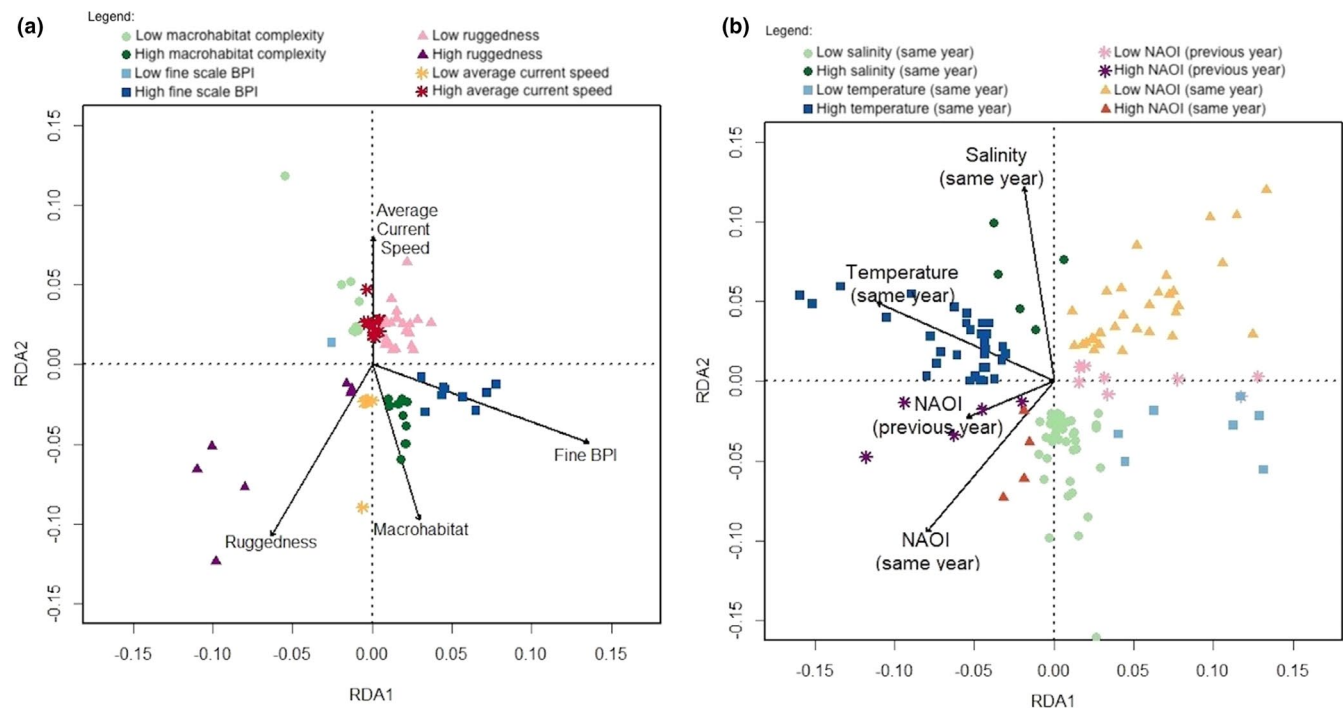 (a)
Legend:
Low macrohabitat complexity
High macrohabitat complexity
Low fine scale BPI
High fine scale BPI
Low ruggedness
High ruggedness
Low average current speed
High average current speed
0.15
0.10
0.05
0.00
-0.05
-0.10
-0.15
RDA2
Average
Current
Speed
Fine BPI
Macrohabitat
Ruggedness
-0.15
-0.10
-0.05
0.00
0.05
0.10
0.15
RDA1
(b)
Legend:
Low salinity (same year)
High salinity (same year)
Low temperature (same year)
High temperature (same year)
Low NAOI (previous year)
High NAOI (previous year)
Low NAOI (same year)
High NAOI (same year)
0.15
0.10
0.05
0.00
-0.05
-0.10
-0.15
RDA2
Salinity
(same year)
Temperature
(same year)
NAOI
(previous year)
NAOI
(same year)
-0.15
-0.10
-0.05
0.00
0.05
0.10
0.15
RDA1